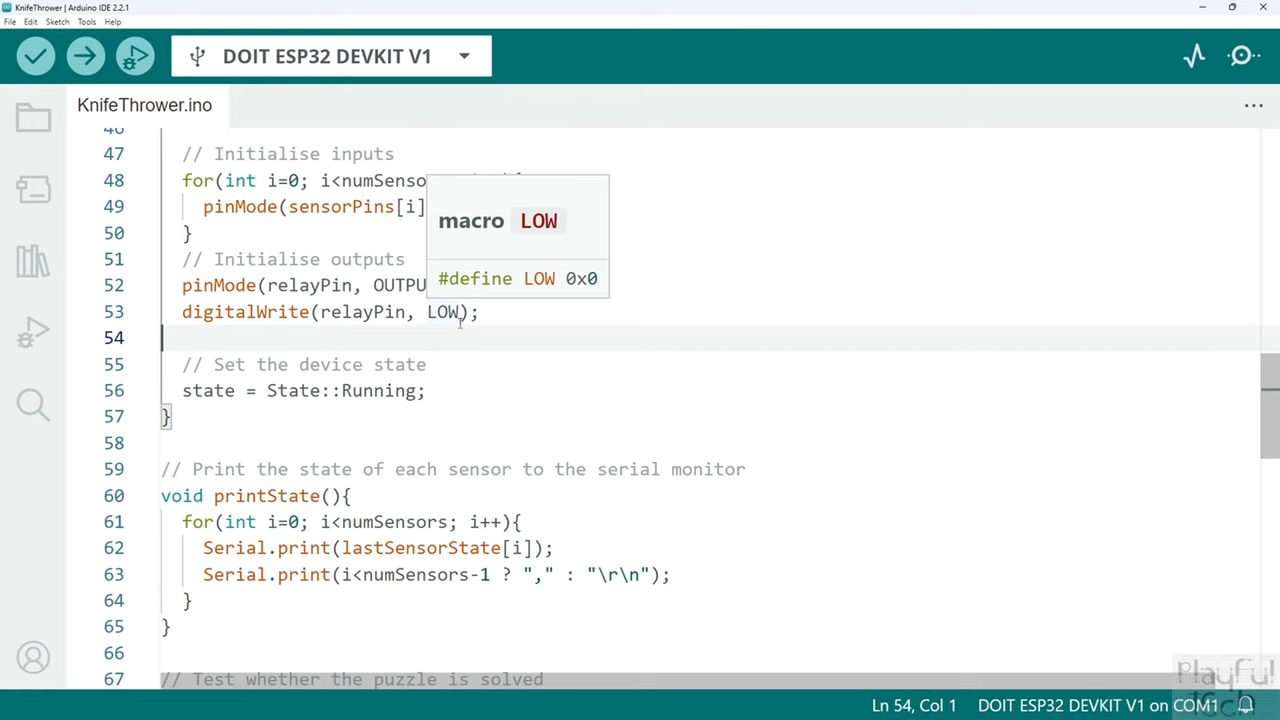 KnifeThrower | Arduino IDE 2.2.1
File Edit Sketch Tools Help
DOIT ESP32 DEVKIT V1
KnifeThrower.ino
46
47 // Initialise inputs
48 for(int i=0; i<numSenso
49 pinMode(sensorPins[i]
50 }
51 // Initialise outputs
52 pinMode(relayPin, OUTPU
macro LOW
#define LOW 0x0
53 digitalWrite(relayPin, LOW);
54
55 // Set the device state
56 state = State::Running;
57 }
58
59 // Print the state of each sensor to the serial monitor
60 void printState(){
61 for(int i=0; i<numSensors; i++){
62 Serial.print(lastSensorState[i]);
63 Serial.print(i<numSensors-1 ? "," : "\r\n");
64 }
65 }
66
67 // Test whether the puzzle is solved
Playful
tech
Ln 54, Col 1 DOIT ESP32 DEVKIT V1 on COM1